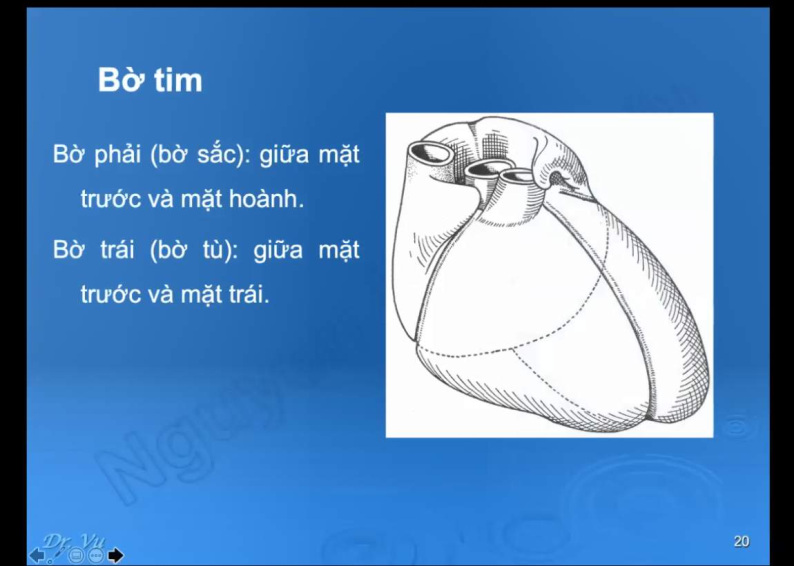 Bờ tim
Bờ phải (bờ sắc): giữa mặt
trước và mặt hoành.
Bờ trái (bờ tù): giữa mặt
trước và mặt trái.
Dr. Vu
20